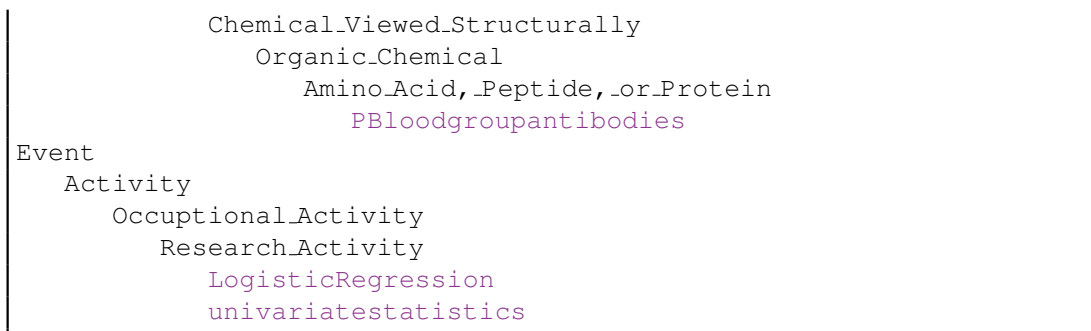 Chemical_Viewed_Structurally
Organic_Chemical
Amino_Acid,_Peptide,_or_Protein
PBloodgroupantibodies
Event
Activity
Occuptional_Activity
Research_Activity
LogisticRegression
univariatestatistics